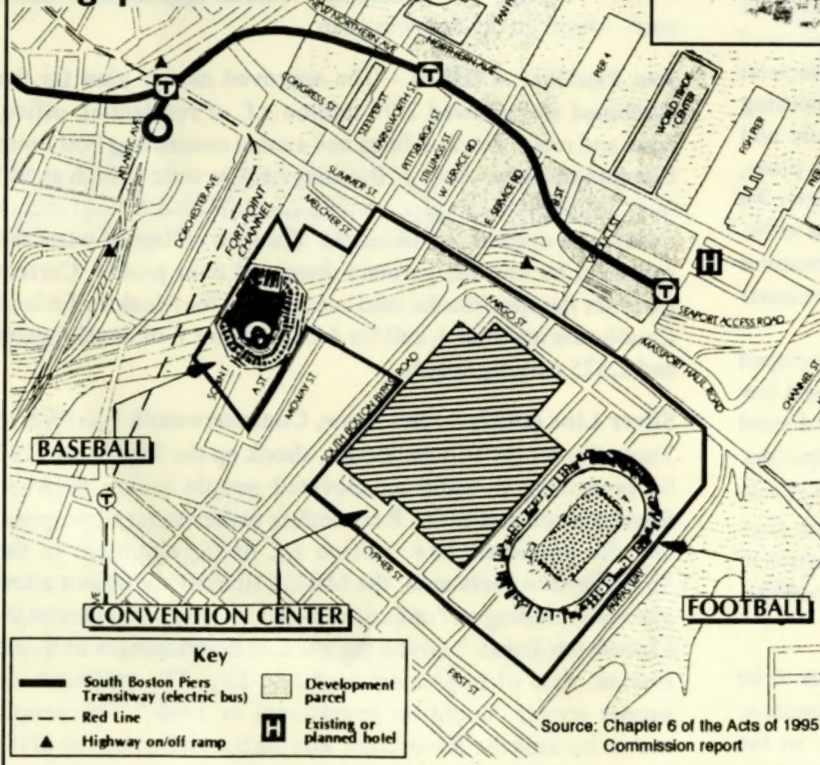 NEW NORTHERN AVE
NORTHERN AVE
PIER 4
WORLD TRADE
CENTER
FISH PIER
CONGRESS ST
SLEEPER ST
FARNSWORTH ST
PITTSBURGH ST
STILLINGS ST
W. SERVICE RD.
E. SERVICE RD
B ST
T
T
ATLANTIC AVE
DORCHESTER AVE
FORT POINT
CHANNEL
SUMMER ST
MELCHER ST
H
T
SEAPORT ACCESS ROAD
MASSPORT HAUL ROAD
CHANNEL ST
FARGO ST
A ST
MIDWAY ST
SOUTH BOSTON BYPASS ROAD
BASEBALL
T
CYPHER ST
CONVENTION CENTER
FOOTBALL
FIRST ST
Key
South Boston Piers
Transitway (electric bus)
Red Line
Highway on/off ramp
Development
parcel
H
Existing or
planned hotel
Source: Chapter 6 of the Acts of 1995
Commission report